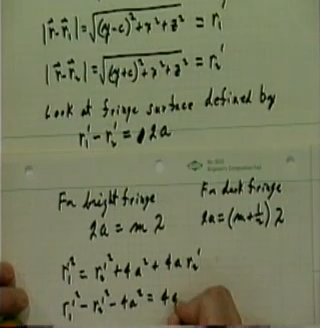 |r⃗-r⃗₁|=√((y-c)²+x²+z²) = r₁'
|r⃗-r⃗₂|=√((y+c)²+x²+z²) = r₂'
Look at fringe surface defined by
r₁'-r₂' = 2a
For bright fringe For dark fringe
2a = m λ 2a=(m+½) λ
r₁'² = r₂'²+4a²+4a r₂'
r₁'²-r₂'²-4a² = 4a